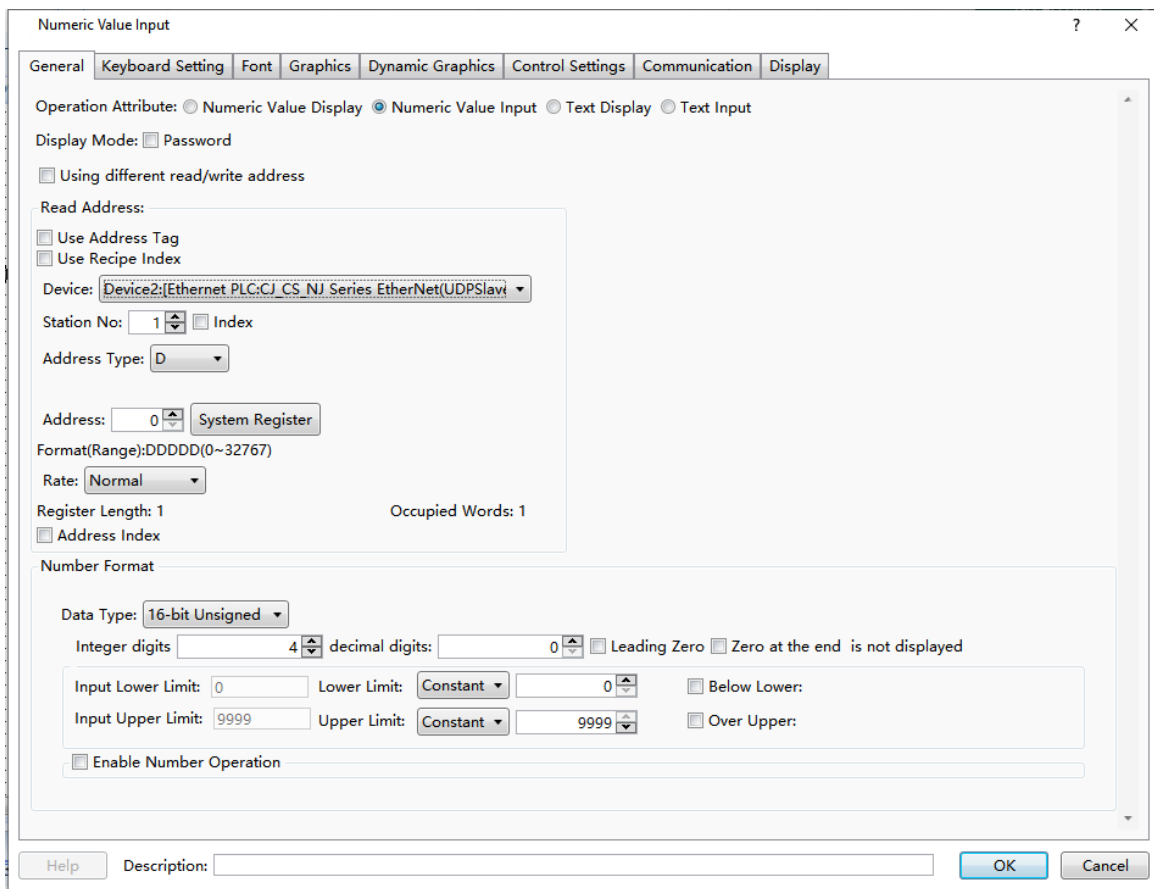 Numeric Value Input ?
General Keyboard Setting Font Graphics Dynamic Graphics Control Settings Communication Display
Operation Attribute: Numeric Value Display Numeric Value Input Text Display Text Input
Display Mode: Password
Using different read/write address
Read Address:
Use Address Tag
Use Recipe Index
Device: Device2:[Ethernet PLC:CJ_CS_NJ Series EtherNet(UDPSlave
Station No: 1 Index
Address Type: D
Address: 0 System Register
Format(Range):DDDDD(0~32767)
Rate: Normal
Register Length: 1 Occupied Words: 1
Address Index
Number Format
Data Type: 16-bit Unsigned
Integer digits 4 decimal digits: 0 Leading Zero Zero at the end is not displayed
Input Lower Limit: 0 Lower Limit: Constant 0 Below Lower:
Input Upper Limit: 9999 Upper Limit: Constant 9999 Over Upper:
Enable Number Operation
Help Description: OK Cancel